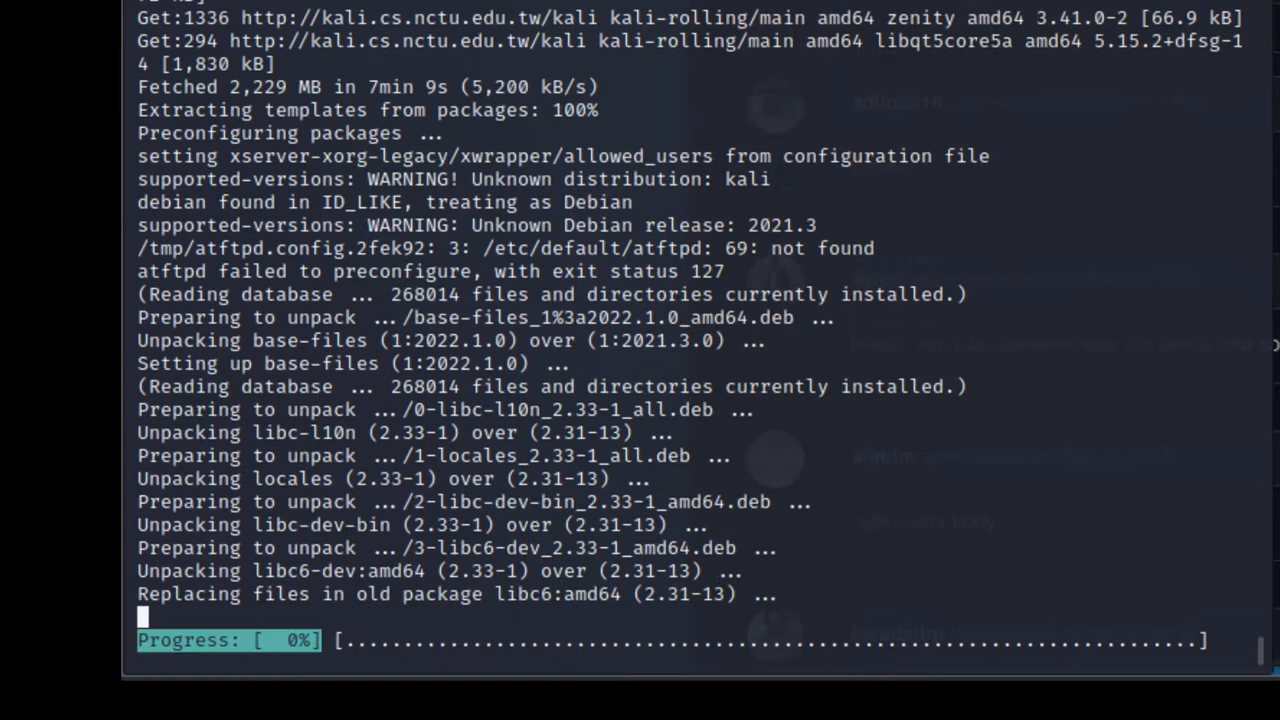 Get:1336 http://kali.cs.nctu.edu.tw/kali kali-rolling/main amd64 zenity amd64 3.41.0-2 [66.9 kB]
Get:294 http://kali.cs.nctu.edu.tw/kali kali-rolling/main amd64 libqt5core5a amd64 5.15.2+dfsg-1
4 [1,830 kB]
Fetched 2,229 MB in 7min 9s (5,200 kB/s)
Extracting templates from packages: 100%
Preconfiguring packages ...
setting xserver-xorg-legacy/xwrapper/allowed_users from configuration file
supported-versions: WARNING! Unknown distribution: kali
debian found in ID_LIKE, treating as Debian
supported-versions: WARNING: Unknown Debian release: 2021.3
/tmp/atftpd.config.2fek92: 3: /etc/default/atftpd: 69: not found
atftpd failed to preconfigure, with exit status 127
(Reading database ... 268014 files and directories currently installed.)
Preparing to unpack .../base-files_1%3a2022.1.0_amd64.deb ...
Unpacking base-files (1:2022.1.0) over (1:2021.3.0) ...
Setting up base-files (1:2022.1.0) ...
(Reading database ... 268014 files and directories currently installed.)
Preparing to unpack .../0-libc-l10n_2.33-1_all.deb ...
Unpacking libc-l10n (2.33-1) over (2.31-13) ...
Preparing to unpack .../1-locales_2.33-1_all.deb ...
Unpacking locales (2.33-1) over (2.31-13) ...
Preparing to unpack .../2-libc-dev-bin_2.33-1_amd64.deb ...
Unpacking libc-dev-bin (2.33-1) over (2.31-13) ...
Preparing to unpack .../3-libc6-dev_2.33-1_amd64.deb ...
Unpacking libc6-dev:amd64 (2.33-1) over (2.31-13) ...
Replacing files in old package libc6:amd64 (2.31-13) ...
Progress: [  0%] [..........................................................................]